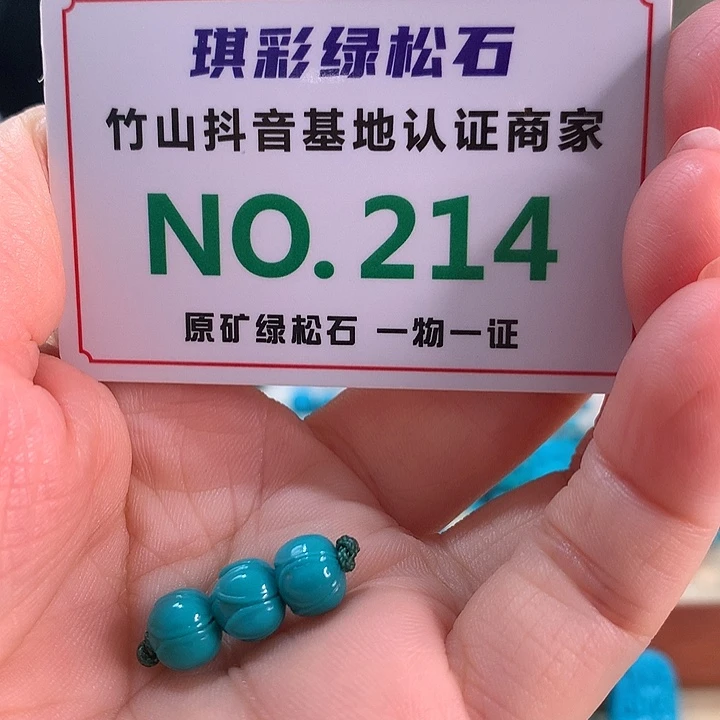 琪彩绿松石
竹山抖音基地认证商家
NO.214
原矿绿松石 一物一证